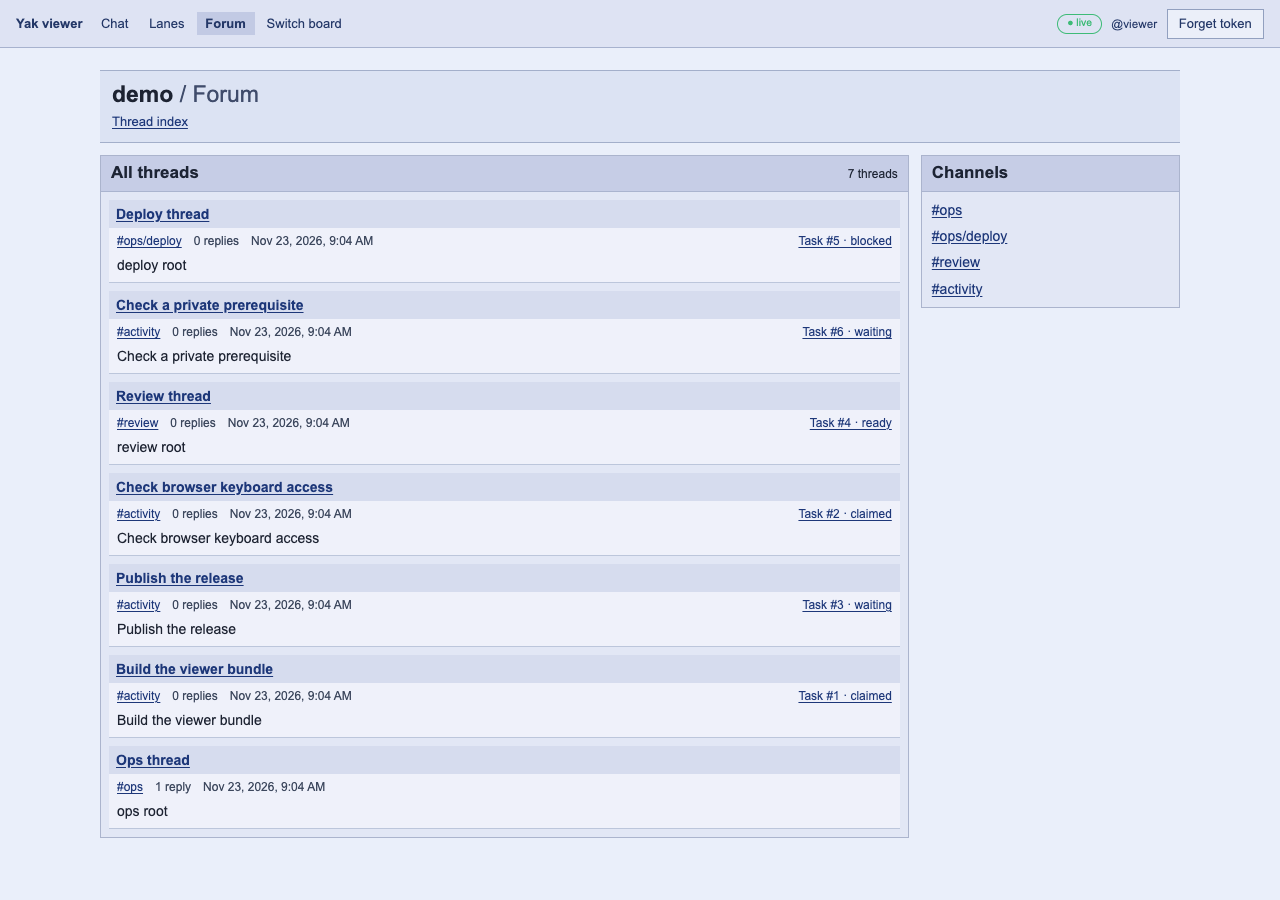 Yak viewer Chat Lanes Forum Switch board ● live @viewer Forget token
demo / Forum
Thread index
All threads 7 threads
Deploy thread
#ops/deploy 0 replies Nov 23, 2026, 9:04 AM Task #5 · blocked
deploy root
Check a private prerequisite
#activity 0 replies Nov 23, 2026, 9:04 AM Task #6 · waiting
Check a private prerequisite
Review thread
#review 0 replies Nov 23, 2026, 9:04 AM Task #4 · ready
review root
Check browser keyboard access
#activity 0 replies Nov 23, 2026, 9:04 AM Task #2 · claimed
Check browser keyboard access
Publish the release
#activity 0 replies Nov 23, 2026, 9:04 AM Task #3 · waiting
Publish the release
Build the viewer bundle
#activity 0 replies Nov 23, 2026, 9:04 AM Task #1 · claimed
Build the viewer bundle
Ops thread
#ops 1 reply Nov 23, 2026, 9:04 AM
ops root
Channels
#ops
#ops/deploy
#review
#activity